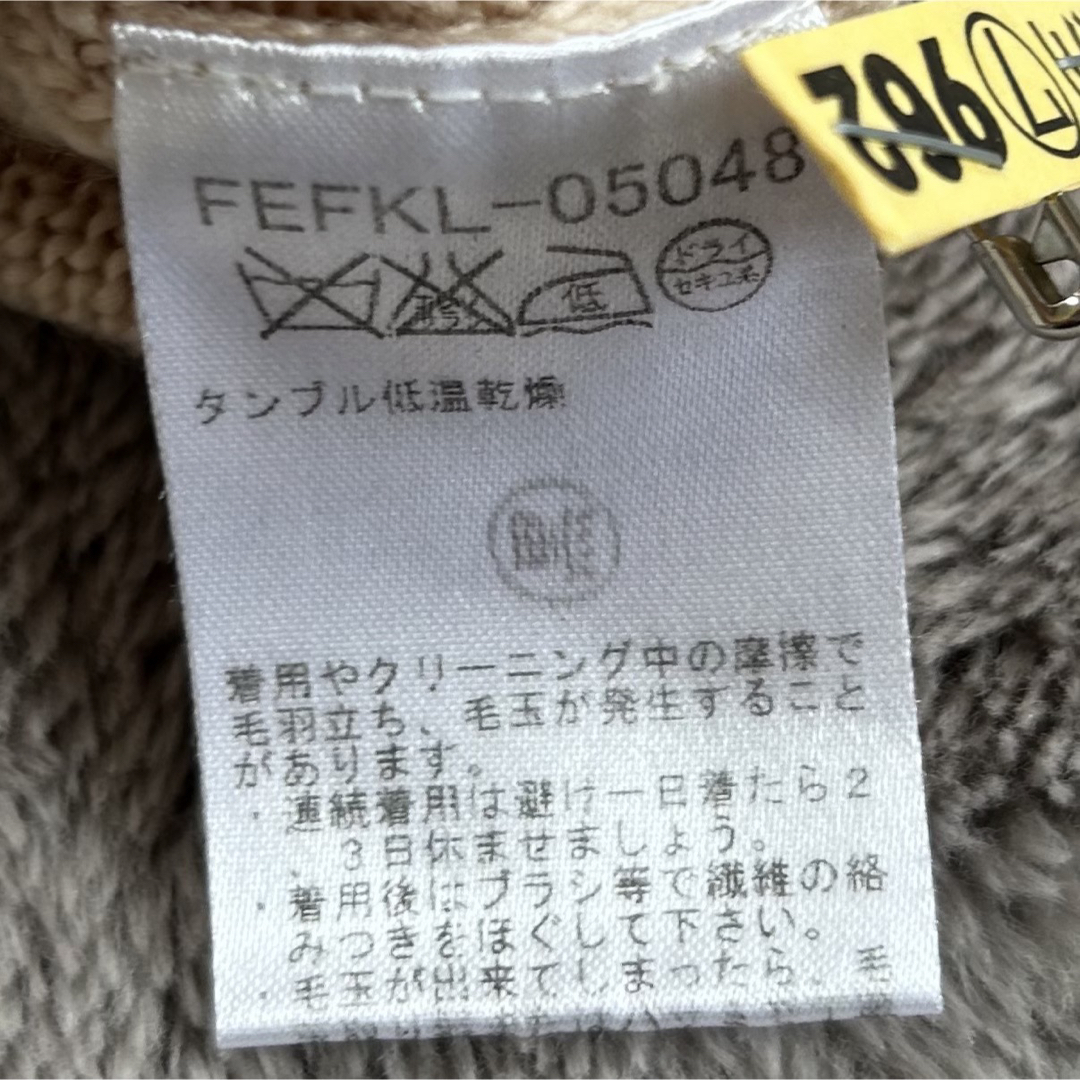 FEFKL-05048
962 L
低
ドライ
セキユ系
タンブル低温乾燥
着用やクリーニング中の摩擦で
毛羽立ち、毛玉が発生すること
があります。
・連続着用は避け一日着たら2
、3日休ませましょう。
・着用後はブラシ等で繊維の絡
みつきをほぐして下さい。
・毛玉が出来てしまったら、毛